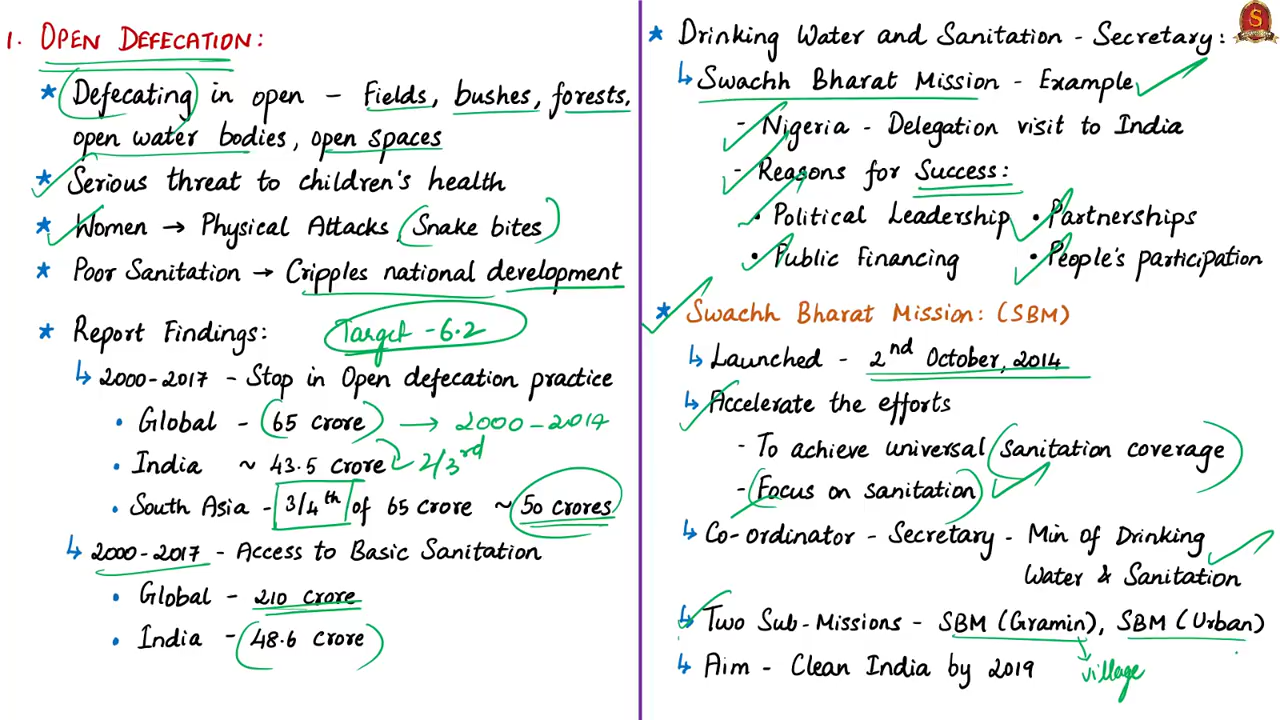 1. OPEN DEFECATION:
* Defecating in open – Fields, bushes, forests,
open water bodies, open spaces
* Serious threat to children's health
* Women → Physical Attacks, Snake bites
* Poor Sanitation → Cripples national development
* Report Findings: Target - 6.2
↳ 2000-2017 - Stop in Open defecation practice
• Global - 65 crore → 2000-2017
• India ~ 43.5 crore 2/3rd
• South Asia - 3/4th of 65 crore ~ 50 crores
↳ 2000-2017 - Access to Basic Sanitation
• Global - 210 crore
• India - 48.6 crore
* Drinking Water and Sanitation - Secretary:
↳ Swachh Bharat Mission - Example
- Nigeria - Delegation visit to India
- Reasons for Success:
• Political Leadership • Partnerships
• Public Financing • People's participation
* Swachh Bharat Mission: (SBM)
↳ Launched - 2nd October, 2014
↳ Accelerate the efforts
- To achieve universal Sanitation coverage
- Focus on sanitation
↳ Co-ordinator - Secretary - Min of Drinking
Water & Sanitation
↳ Two Sub-Missions - SBM (Gramin), SBM (Urban)
↳ Aim - Clean India by 2019 village
S